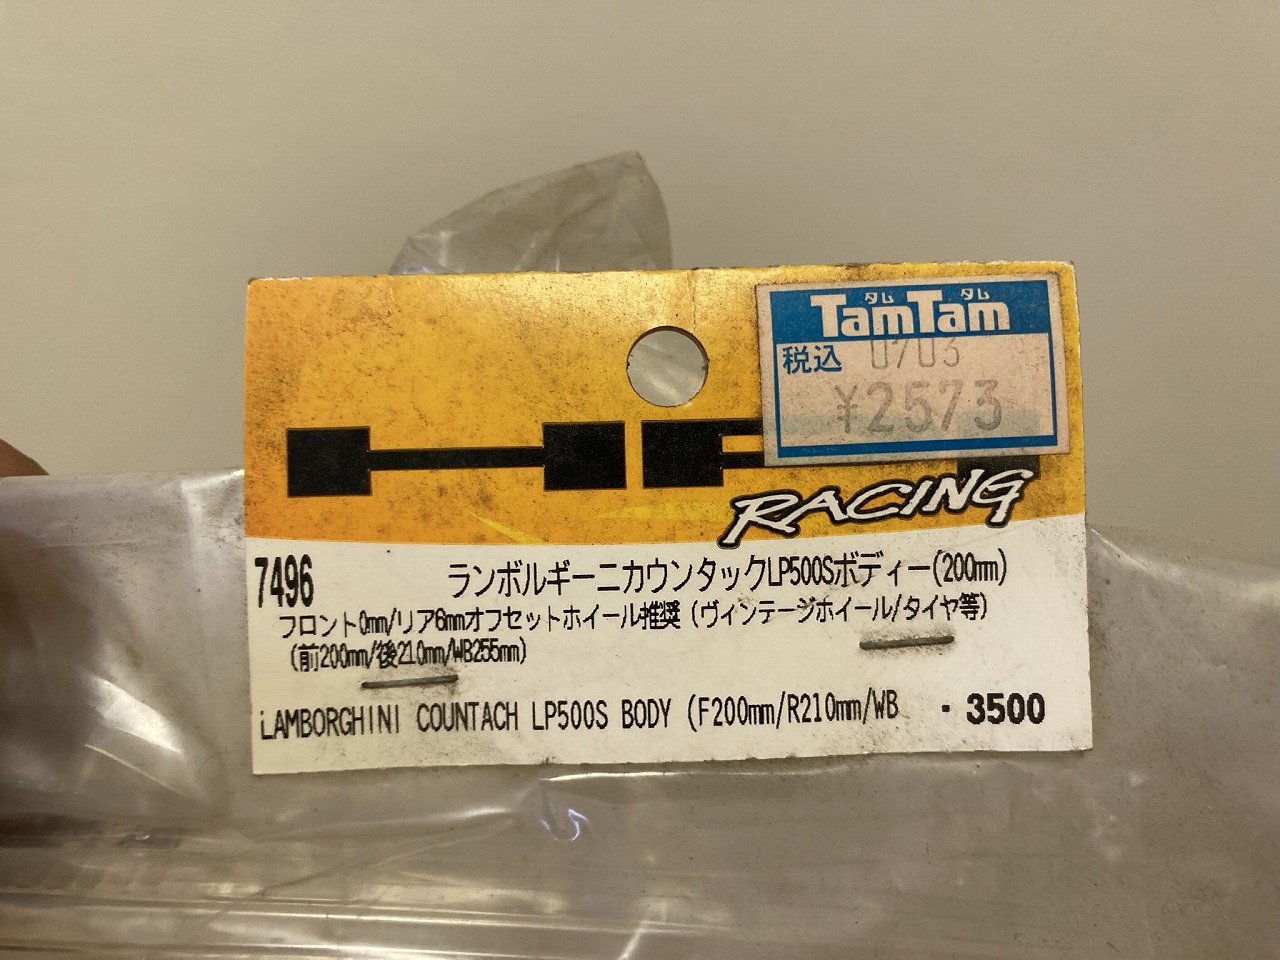 タム タム
TamTam
税込 0703
¥2573
RACING
7496 ランボルギーニカウンタックLP500Sボディー(200mm)
フロント0mm/リア6mmオフセットホイール推奨 (ヴィンテージホイール/タイヤ等)
(前200mm/後210mm/WB255mm)
LAMBORGHINI COUNTACH LP500S BODY (F200mm/R210mm/WB ・3500